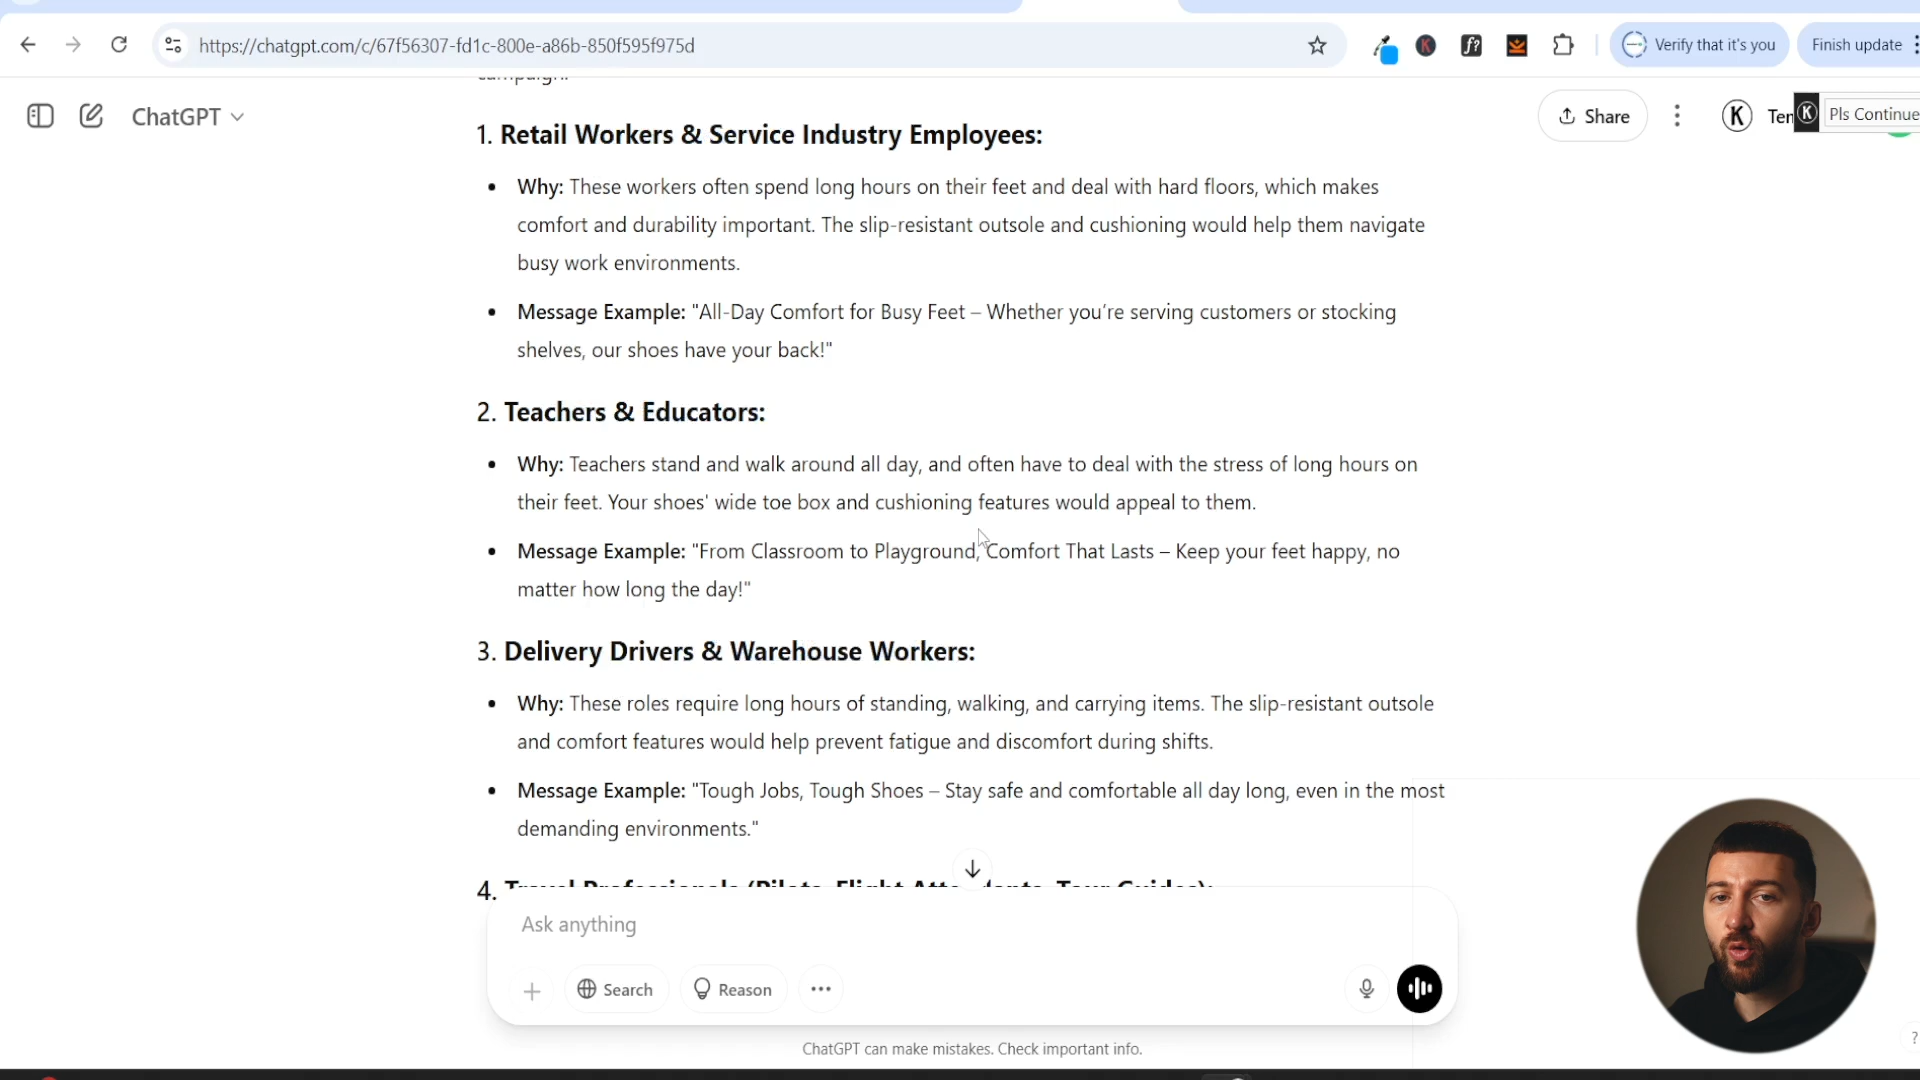 https://chatgpt.com/c/67f56307-fd1c-800e-a86b-850f595f975d
Verify that it's you
Finish update
campaign.
ChatGPT
Share
K
Ten
K
Pls Continue
1. Retail Workers & Service Industry Employees:
• Why: These workers often spend long hours on their feet and deal with hard floors, which makes
comfort and durability important. The slip-resistant outsole and cushioning would help them navigate
busy work environments.
• Message Example: "All-Day Comfort for Busy Feet – Whether you're serving customers or stocking
shelves, our shoes have your back!"
2. Teachers & Educators:
• Why: Teachers stand and walk around all day, and often have to deal with the stress of long hours on
their feet. Your shoes' wide toe box and cushioning features would appeal to them.
• Message Example: "From Classroom to Playground, Comfort That Lasts – Keep your feet happy, no
matter how long the day!"
3. Delivery Drivers & Warehouse Workers:
• Why: These roles require long hours of standing, walking, and carrying items. The slip-resistant outsole
and comfort features would help prevent fatigue and discomfort during shifts.
• Message Example: "Tough Jobs, Tough Shoes – Stay safe and comfortable all day long, even in the most
demanding environments."
4. Travel Professionals (Pilots, Flight Attendants, Tour Guides):
Ask anything
Search
Reason
ChatGPT can make mistakes. Check important info.
?